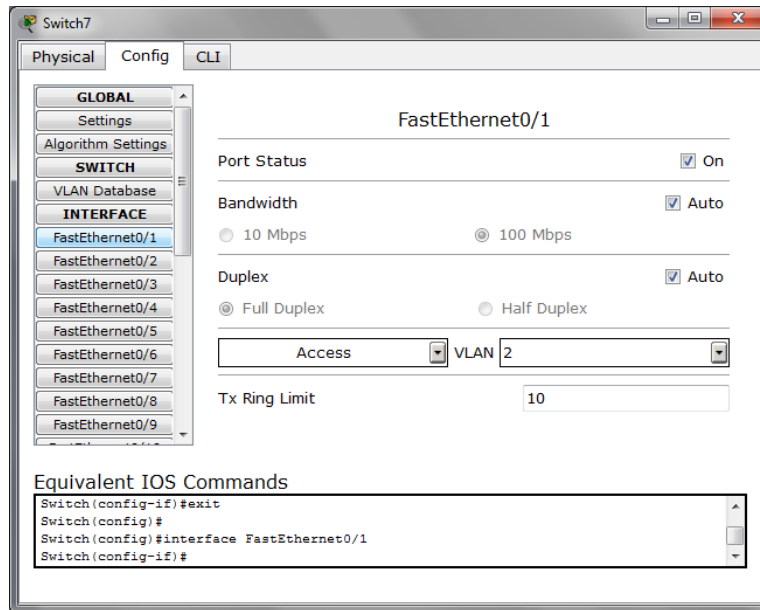 Switch7
Physical Config CLI
GLOBAL
Settings
Algorithm Settings
SWITCH
VLAN Database
INTERFACE
FastEthernet0/1
FastEthernet0/2
FastEthernet0/3
FastEthernet0/4
FastEthernet0/5
FastEthernet0/6
FastEthernet0/7
FastEthernet0/8
FastEthernet0/9
FastEthernet0/1
Port Status On
Bandwidth Auto
10 Mbps 100 Mbps
Duplex Auto
Full Duplex Half Duplex
Access VLAN 2
Tx Ring Limit 10
Equivalent IOS Commands
Switch(config-if)#exit
Switch(config)#
Switch(config)#interface FastEthernet0/1
Switch(config-if)#